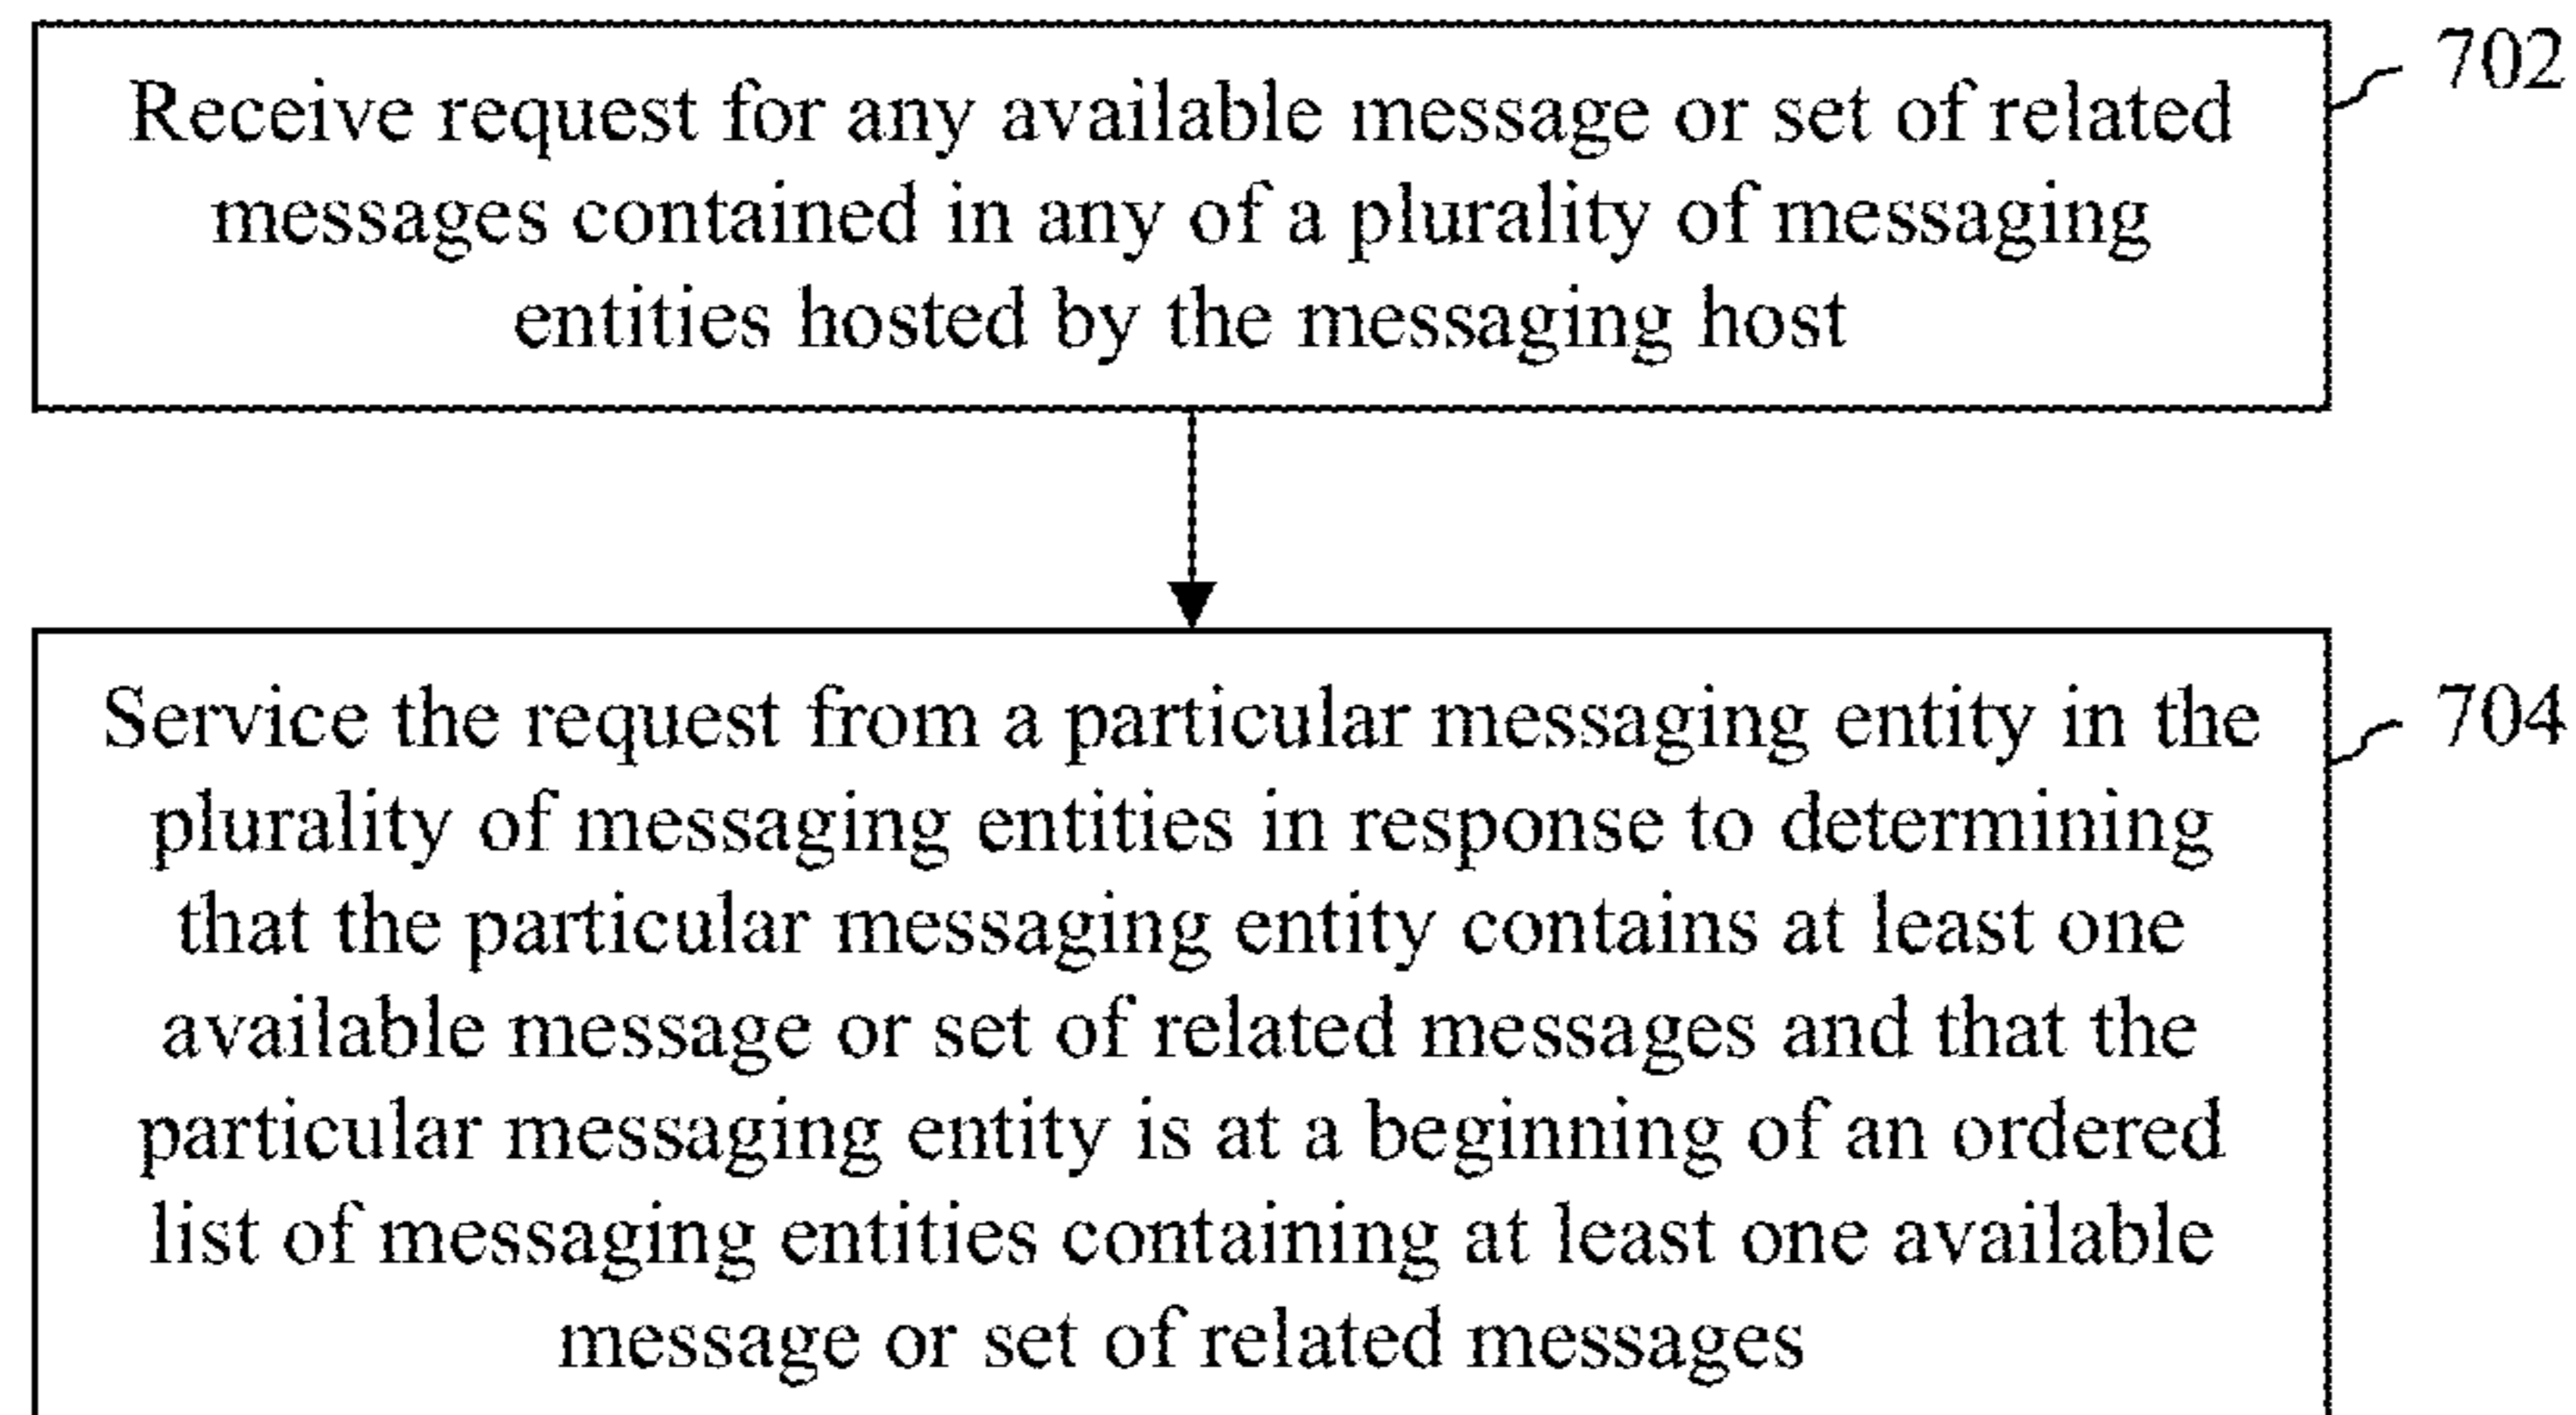 Receive request for any available message or set of related
messages contained in any of a plurality of messaging
entities hosted by the messaging host
702
Service the request from a particular messaging entity in the
plurality of messaging entities in response to determining
that the particular messaging entity contains at least one
available message or set of related messages and that the
particular messaging entity is at a beginning of an ordered
list of messaging entities containing at least one available
message or set of related messages
704